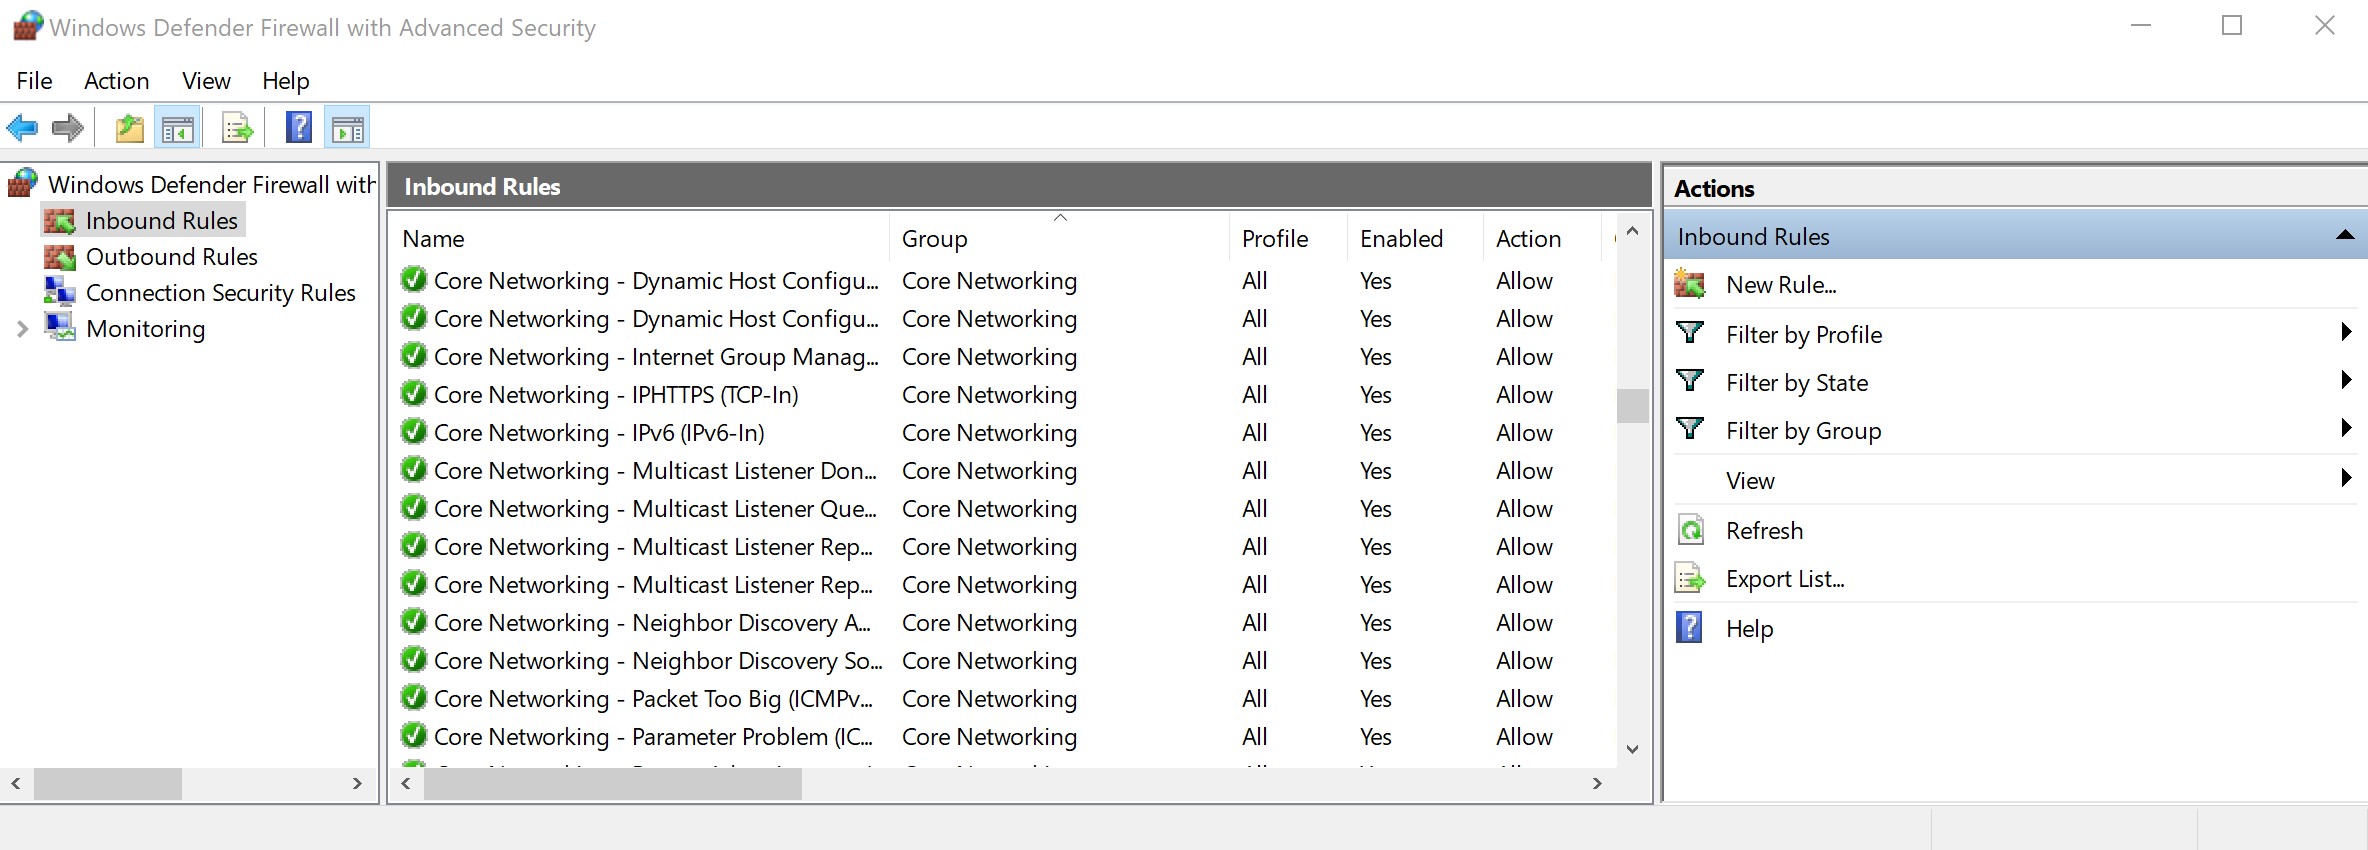 Windows Defender Firewall with Advanced Security
File Action View Help
Windows Defender Firewall with
Inbound Rules
Outbound Rules
Connection Security Rules
Monitoring
Inbound Rules
Name Group Profile Enabled Action
Core Networking - Dynamic Host Configu... Core Networking All Yes Allow
Core Networking - Dynamic Host Configu... Core Networking All Yes Allow
Core Networking - Internet Group Manag... Core Networking All Yes Allow
Core Networking - IPHTTPS (TCP-In) Core Networking All Yes Allow
Core Networking - IPv6 (IPv6-In) Core Networking All Yes Allow
Core Networking - Multicast Listener Don... Core Networking All Yes Allow
Core Networking - Multicast Listener Que... Core Networking All Yes Allow
Core Networking - Multicast Listener Rep... Core Networking All Yes Allow
Core Networking - Multicast Listener Rep... Core Networking All Yes Allow
Core Networking - Neighbor Discovery A... Core Networking All Yes Allow
Core Networking - Neighbor Discovery So... Core Networking All Yes Allow
Core Networking - Packet Too Big (ICMPv... Core Networking All Yes Allow
Core Networking - Parameter Problem (IC... Core Networking All Yes Allow
Actions
Inbound Rules
New Rule...
Filter by Profile
Filter by State
Filter by Group
View
Refresh
Export List...
Help